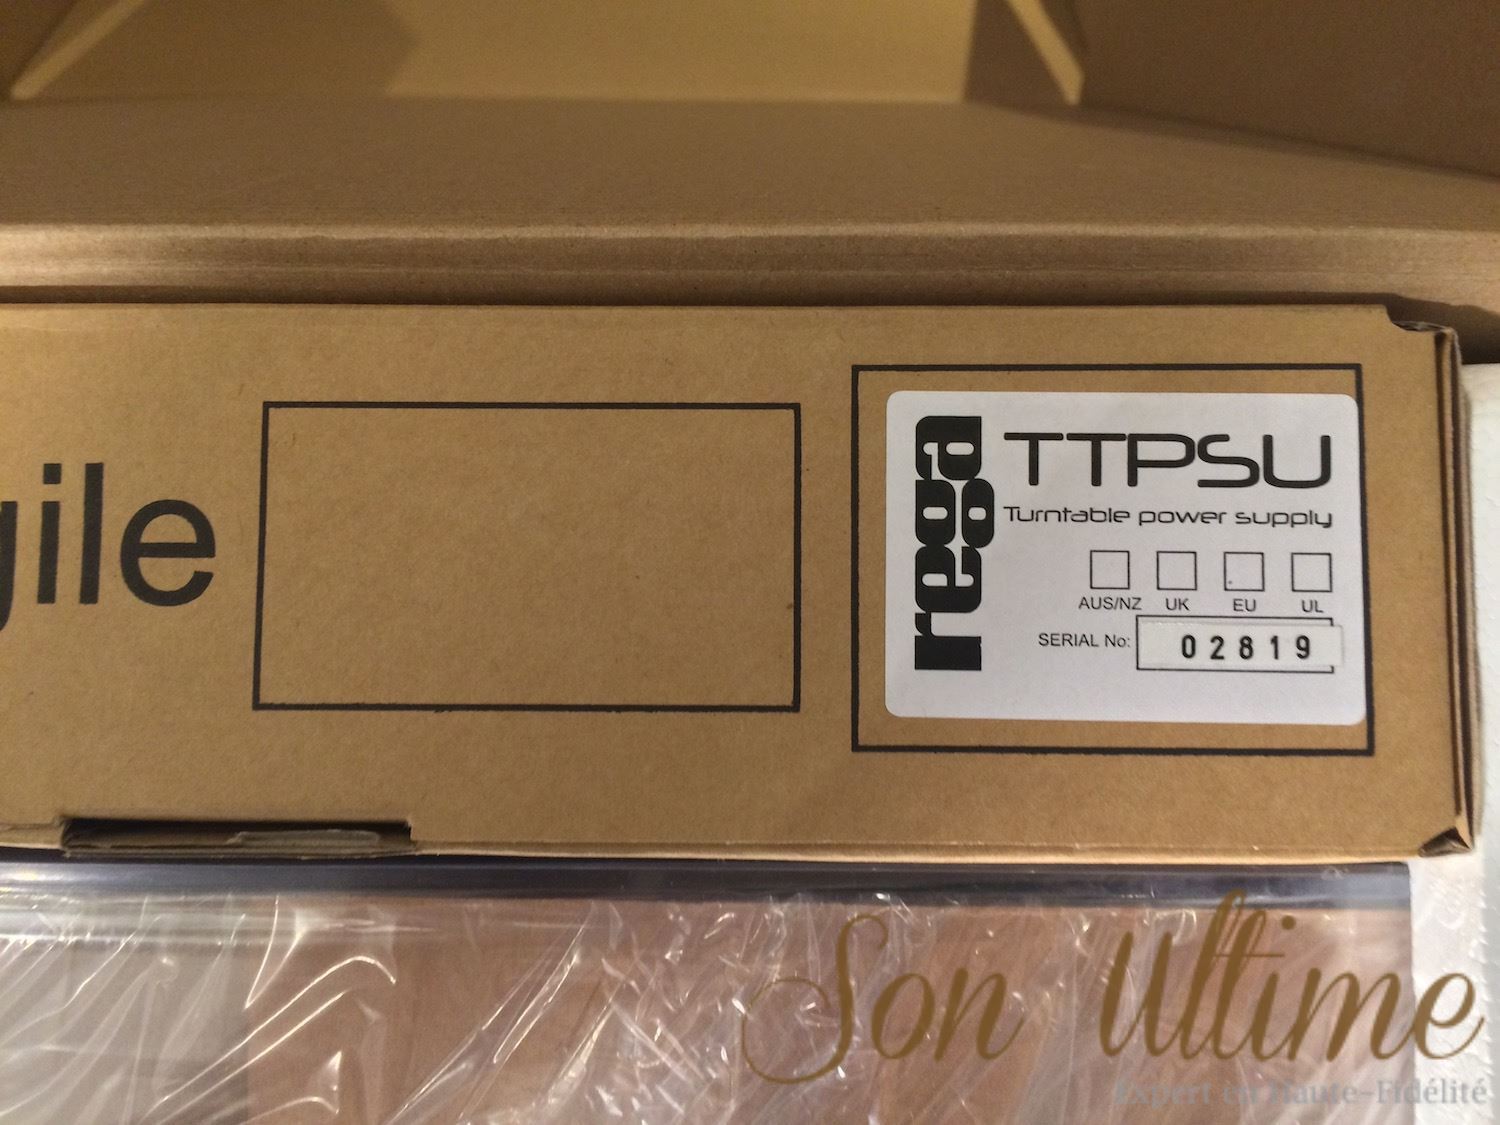 gile
rega
TTPSU
Turntable power supply
AUS/NZ UK EU UL
SERIAL No: 02819
Son Ultime
Expert en Haute-Fidélité